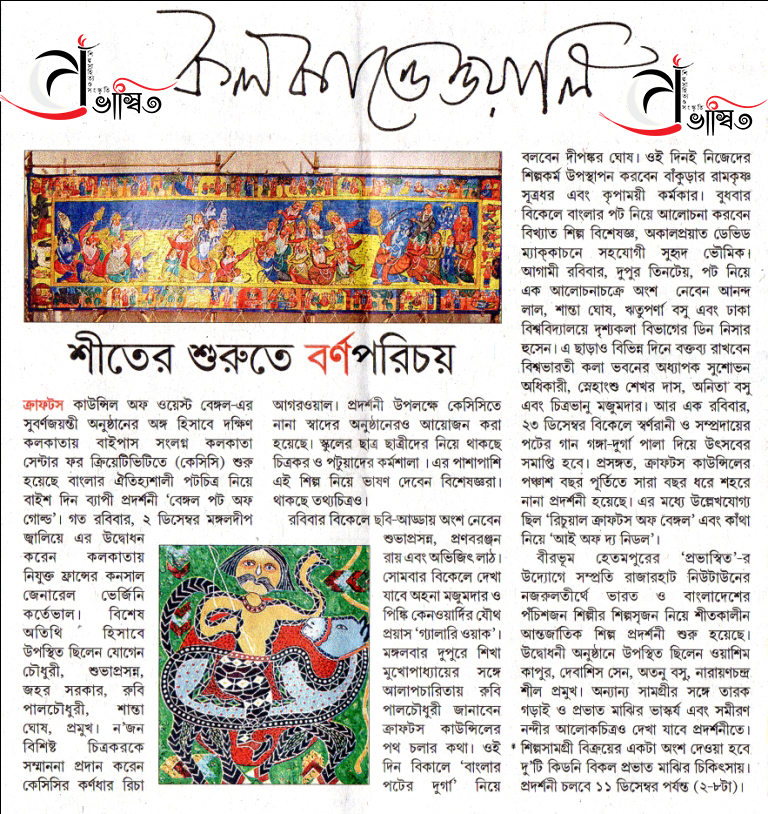 কলকাতাওয়ালি
প্রভাস্বিত
প্রভাস্বিত
শীতের শুরুতে বর্ণপরিচয়
ক্রাফটস কাউন্সিল অফ ওয়েস্ট বেঙ্গল-এর
সুবর্ণজয়ন্তী অনুষ্ঠানের অঙ্গ হিসাবে দক্ষিণ
কলকাতায় বাইপাস সংলগ্ন কলকাতা
সেন্টার ফর ক্রিয়েটিভিটিতে (কেসিসি) শুরু
হয়েছে বাংলার ঐতিহ্যশালী পটচিত্র নিয়ে
বাইশ দিন ব্যাপী প্রদর্শনী ‘বেঙ্গল পট অফ
গোল্ড’। গত রবিবার, ২ ডিসেম্বর মঙ্গলদীপ
জ্বালিয়ে এর উদ্বোধন
করেন কলকাতায়
নিযুক্ত ফ্রান্সের কনসাল
জেনারেল ভের্জিনি
কর্তেভাল। বিশেষ
অতিথি হিসাবে
উপস্থিত ছিলেন যোগেন
চৌধুরী, শুভাপ্রসন্ন,
জহর সরকার, রুবি
পালচৌধুরী, শান্তা
ঘোষ, প্রমুখ। ন’জন
বিশিষ্ট চিত্রকরকে
সম্মাননা প্রদান করেন
কেসিসির কর্ণধার রিচা
আগরওয়াল। প্রদর্শনী উপলক্ষে কেসিসিতে
নানা স্বাদের অনুষ্ঠানেরও আয়োজন করা
হয়েছে। স্কুলের ছাত্র ছাত্রীদের নিয়ে থাকছে
চিত্রকর ও পটুয়াদের কর্মশালা। এর পাশাপাশি
এই শিল্প নিয়ে ভাষণ দেবেন বিশেষজ্ঞরা।
থাকছে তথ্যচিত্রও।
রবিবার বিকেলে ছবি-আড্ডায় অংশ নেবেন
শুভাপ্রসন্ন, প্রণবরঞ্জন
রায় এবং অভিজিৎ লাঠ।
সোমবার বিকেলে দেখা
যাবে অহনা মজুমদার ও
পিঙ্কি কেনওয়ার্দির যৌথ
প্রয়াস ‘গ্যালারি ওয়াক’।
মঙ্গলবার দুপুরে শিখা
মুখোপাধ্যায়ের সঙ্গে
আলাপচারিতায় রুবি
পালচৌধুরী জানাবেন
ক্রাফটস কাউন্সিলের
পথ চলার কথা। ওই
দিন বিকালে ‘বাংলার
পটের দুর্গা’ নিয়ে
বলবেন দীপঙ্কর ঘোষ। ওই দিনই নিজেদের
শিল্পকর্ম উপস্থাপন করবেন বাঁকুড়ার রামকৃষ্ণ
সূত্রধর এবং কৃপাময়ী কর্মকার। বুধবার
বিকেলে বাংলার পট নিয়ে আলোচনা করবেন
বিখ্যাত শিল্প বিশেষজ্ঞ, অকালপ্রয়াত ডেভিড
ম্যাক্‌কাচনে সহযোগী সুহৃদ ভৌমিক।
আগামী রবিবার, দুপুর তিনটেয়, পট নিয়ে
এক আলোচনাচক্রে অংশ নেবেন আনন্দ
লাল, শান্তা ঘোষ, ঋতুপর্ণা বসু এবং ঢাকা
বিশ্ববিদ্যালয়ে দৃশ্যকলা বিভাগের ডিন নিসার
হুসেন। এ ছাড়াও বিভিন্ন দিনে বক্তব্য রাখবেন
বিশ্বভারতী কলা ভবনের অধ্যাপক সুশোভন
অধিকারী, স্নেহাংশু শেখর দাস, অনিতা বসু
এবং চিত্রভানু মজুমদার। আর এক রবিবার,
২৩ ডিসেম্বর বিকেলে স্বর্ণরানী ও সম্প্রদায়ের
পটের গান গঙ্গা-দুর্গা পালা দিয়ে উৎসবের
সমাপ্তি হবে। প্রসঙ্গত, ক্রাফটস কাউন্সিলের
পঞ্চাশ বছর পূর্তিতে সারা বছর ধরে শহরে
নানা প্রদর্শনী হয়েছে। এর মধ্যে উল্লেখযোগ্য
ছিল ‘রিচুয়াল ক্রাফটস অফ বেঙ্গল’ এবং কাঁথা
নিয়ে ‘আই অফ দ্য নিডল’।
বীরভূম হেতমপুরের ‘প্রভাস্বিত’-র
উদ্যোগে সম্প্রতি রাজারহাট নিউটাউনের
নজরুলতীর্থে ভারত ও বাংলাদেশের
পঁচিশজন শিল্পীর শিল্পসৃজন নিয়ে শীতকালীন
আন্তর্জাতিক শিল্প প্রদর্শনী শুরু হয়েছে।
উদ্বোধনী অনুষ্ঠানে উপস্থিত ছিলেন ওয়াশিম
কাপুর, দেবাশিস সেন, অতনু বসু, নারায়ণচন্দ্র
শীল প্রমুখ। অন্যান্য সামগ্রীর সঙ্গে তারক
গড়াই ও প্রভাত মাঝির ভাস্কর্য এবং সমীরণ
নন্দীর আলোকচিত্রও দেখা যাবে প্রদর্শনীতে।
শিল্পসামগ্রী বিক্রয়ের একটা অংশ দেওয়া হবে
দু’টি কিডনি বিকল প্রভাত মাঝির চিকিৎসায়।
প্রদর্শনী চলবে ১১ ডিসেম্বর পর্যন্ত (২-৮টা)।